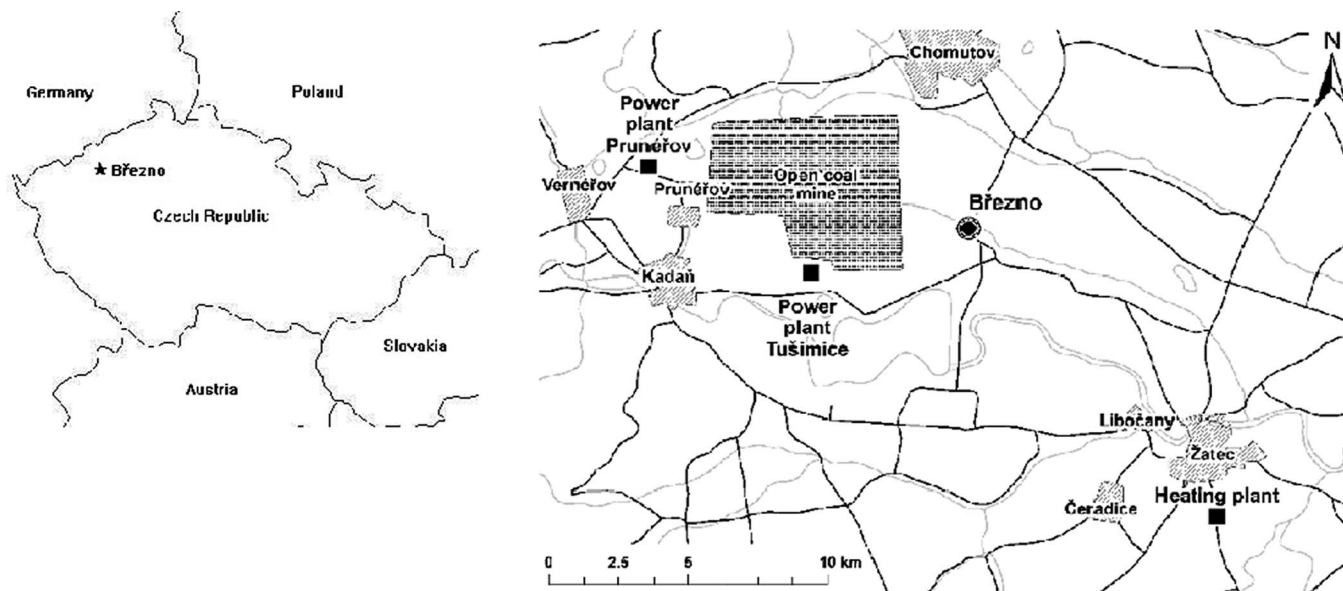 Germany
Poland
Březno
Czech Republic
Slovakia
Austria
N
Chomutov
Power
plant
Prunéřov
Vernéřov
Prunéřov
Open coal
mine
Březno
Kadaň
Power
plant
Tušimice
Libočany
Žatec
Čeradice
Heating plant
0 2.5 5 10 km